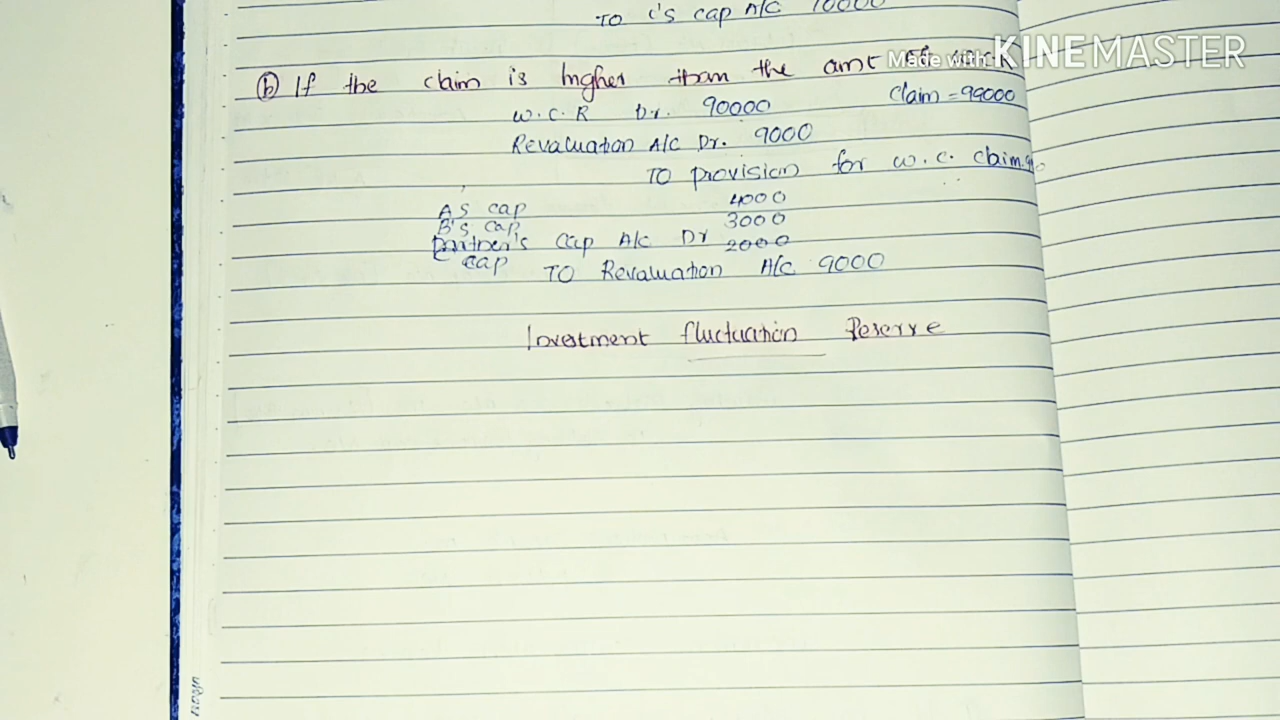 TO C's cap A/C 10000
Made with KINEMASTER
(b) If the claim is higher than the amt of
Claim = 99000
W.C.R Dr. 90000
Revaluation A/C Dr. 9000
TO provision for W.C. Claim
A's cap 4000
B's cap 3000
Partner's Cap A/C Dr 2000
C cap
TO Revaluation A/C 9000
Investment fluctuation Reserve